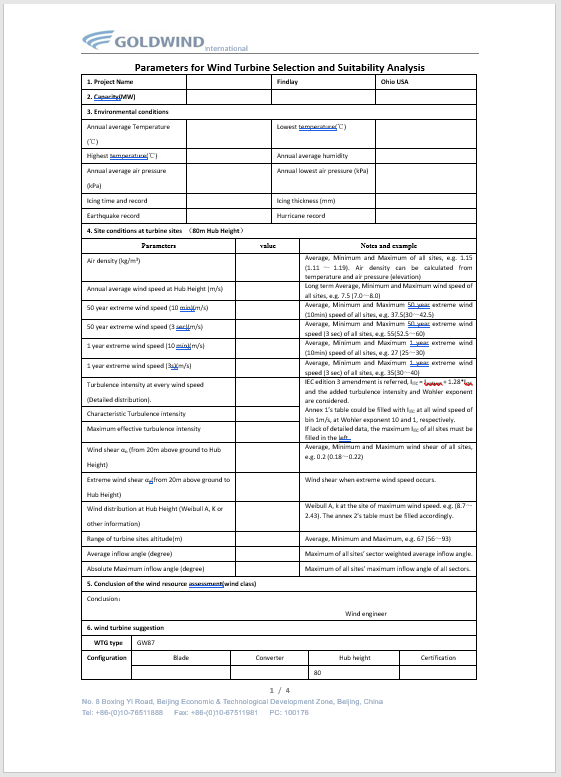 GOLDWIND
International
Parameters for Wind Turbine Selection and Suitability Analysis
1. Project Name Findlay Ohio USA
2. Capacity(MW)
3. Environmental conditions
Annual average Temperature Lowest temperature(℃)
(℃)
Highest temperature(℃) Annual average humidity
Annual average air pressure Annual lowest air pressure (kPa)
(kPa)
Icing time and record Icing thickness (mm)
Earthquake record Hurricane record
4. Site conditions at turbine sites （80m Hub Height）
Parameters value Notes and example
Air density (kg/m³)
Average, Minimum and Maximum of all sites, e.g. 1.15
(1.11 ～ 1.19). Air density can be calculated from
temperature and air pressure (elevation)
Annual average wind speed at Hub Height (m/s)
Long term Average, Minimum and Maximum wind speed of
all sites, e.g. 7.5 (7.0～8.0)
50 year extreme wind speed (10 min)(m/s)
Average, Minimum and Maximum 50 year extreme wind
(10min) speed of all sites, e.g. 37.5(30～42.5)
50 year extreme wind speed (3 sec)(m/s)
Average, Minimum and Maximum 50 year extreme wind
speed (3 sec) of all sites, e.g. 55(52.5～60)
1 year extreme wind speed (10 min)(m/s)
Average, Minimum and Maximum 1 year extreme wind
(10min) speed of all sites, e.g. 27 (25～30)
1 year extreme wind speed (3s)(m/s)
Average, Minimum and Maximum 1 year extreme wind
speed (3 sec) of all sites, e.g. 35(30～40)
Turbulence intensity at every wind speed
(Detailed distribution).
Characteristic Turbulence intensity
Maximum effective turbulence intensity
IEC edition 3 amendment is referred,
and the added turbulence intensity and Wohler exponent
are considered.
Annex 1's table could be filled with I at all wind speed of
bin 1m/s, at Wohler exponent 10 and 1, respectively.
If lack of detailed data, the maximum I of all sites must be
filled in the left.
Wind shear α (from 20m above ground to Hub
Height)
Average, Minimum and Maximum wind shear of all sites,
e.g. 0.2 (0.18～0.22)
Extreme wind shear α (from 20m above ground to
Hub Height)
Wind shear when extreme wind speed occurs.
Wind distribution at Hub Height (Weibull A, K or
other information)
Weibull A, k at the site of maximum wind speed. e.g. (8.7～
2.43). The annex 2's table must be filled accordingly.
Range of turbine sites altitude(m) Average, Minimum and Maximum, e.g. 67 (56～93)
Average inflow angle (degree) Maximum of all sites' sector weighted average inflow angle.
Absolute Maximum inflow angle (degree) Maximum of all sites' maximum inflow angle of all sectors.
5. Conclusion of the wind resource assessment(wind class)
Conclusion:
Wind engineer
6. wind turbine suggestion
WTG type GW87
Configuration Blade Converter Hub height Certification
80
1 / 4
No. 8 Boxing Yi Road, Beijing Economic & Technological Development Zone, Beijing, China
Tel: +86-(0)10-76511888 Fax: +86-(0)10-67511981 PC: 100176